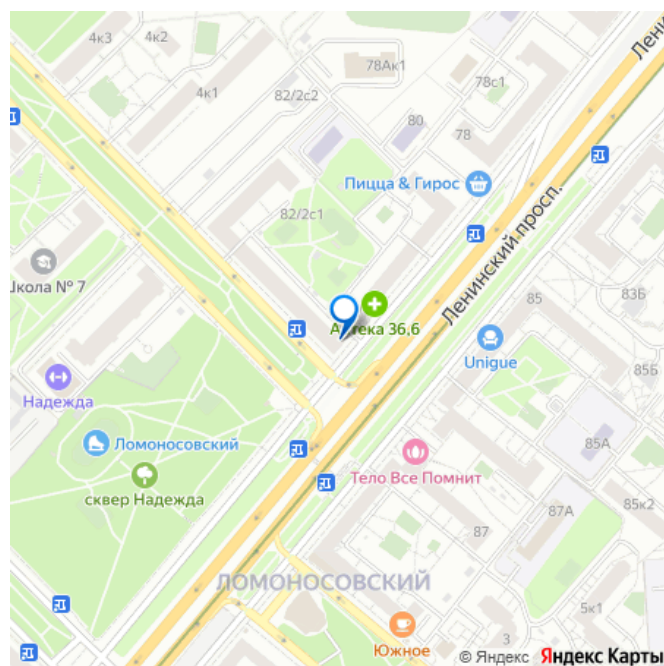 4к3
4к2
Ленинский
78Ак1
78с1
4к1
82/2с2
80
78
Пицца & Гирос
82/2с1
Ленинский просп.
Школа № 7
85
83Б
Аптека 36,6
Unigue
85Б
Надежда
Ломоносовский
85А
Тело Все Помнит
сквер Надежда
85к2
87А
87
ЛОМОНОСОВСКИЙ
5к1
Южное
3
© Яндекс Яндекс Карты